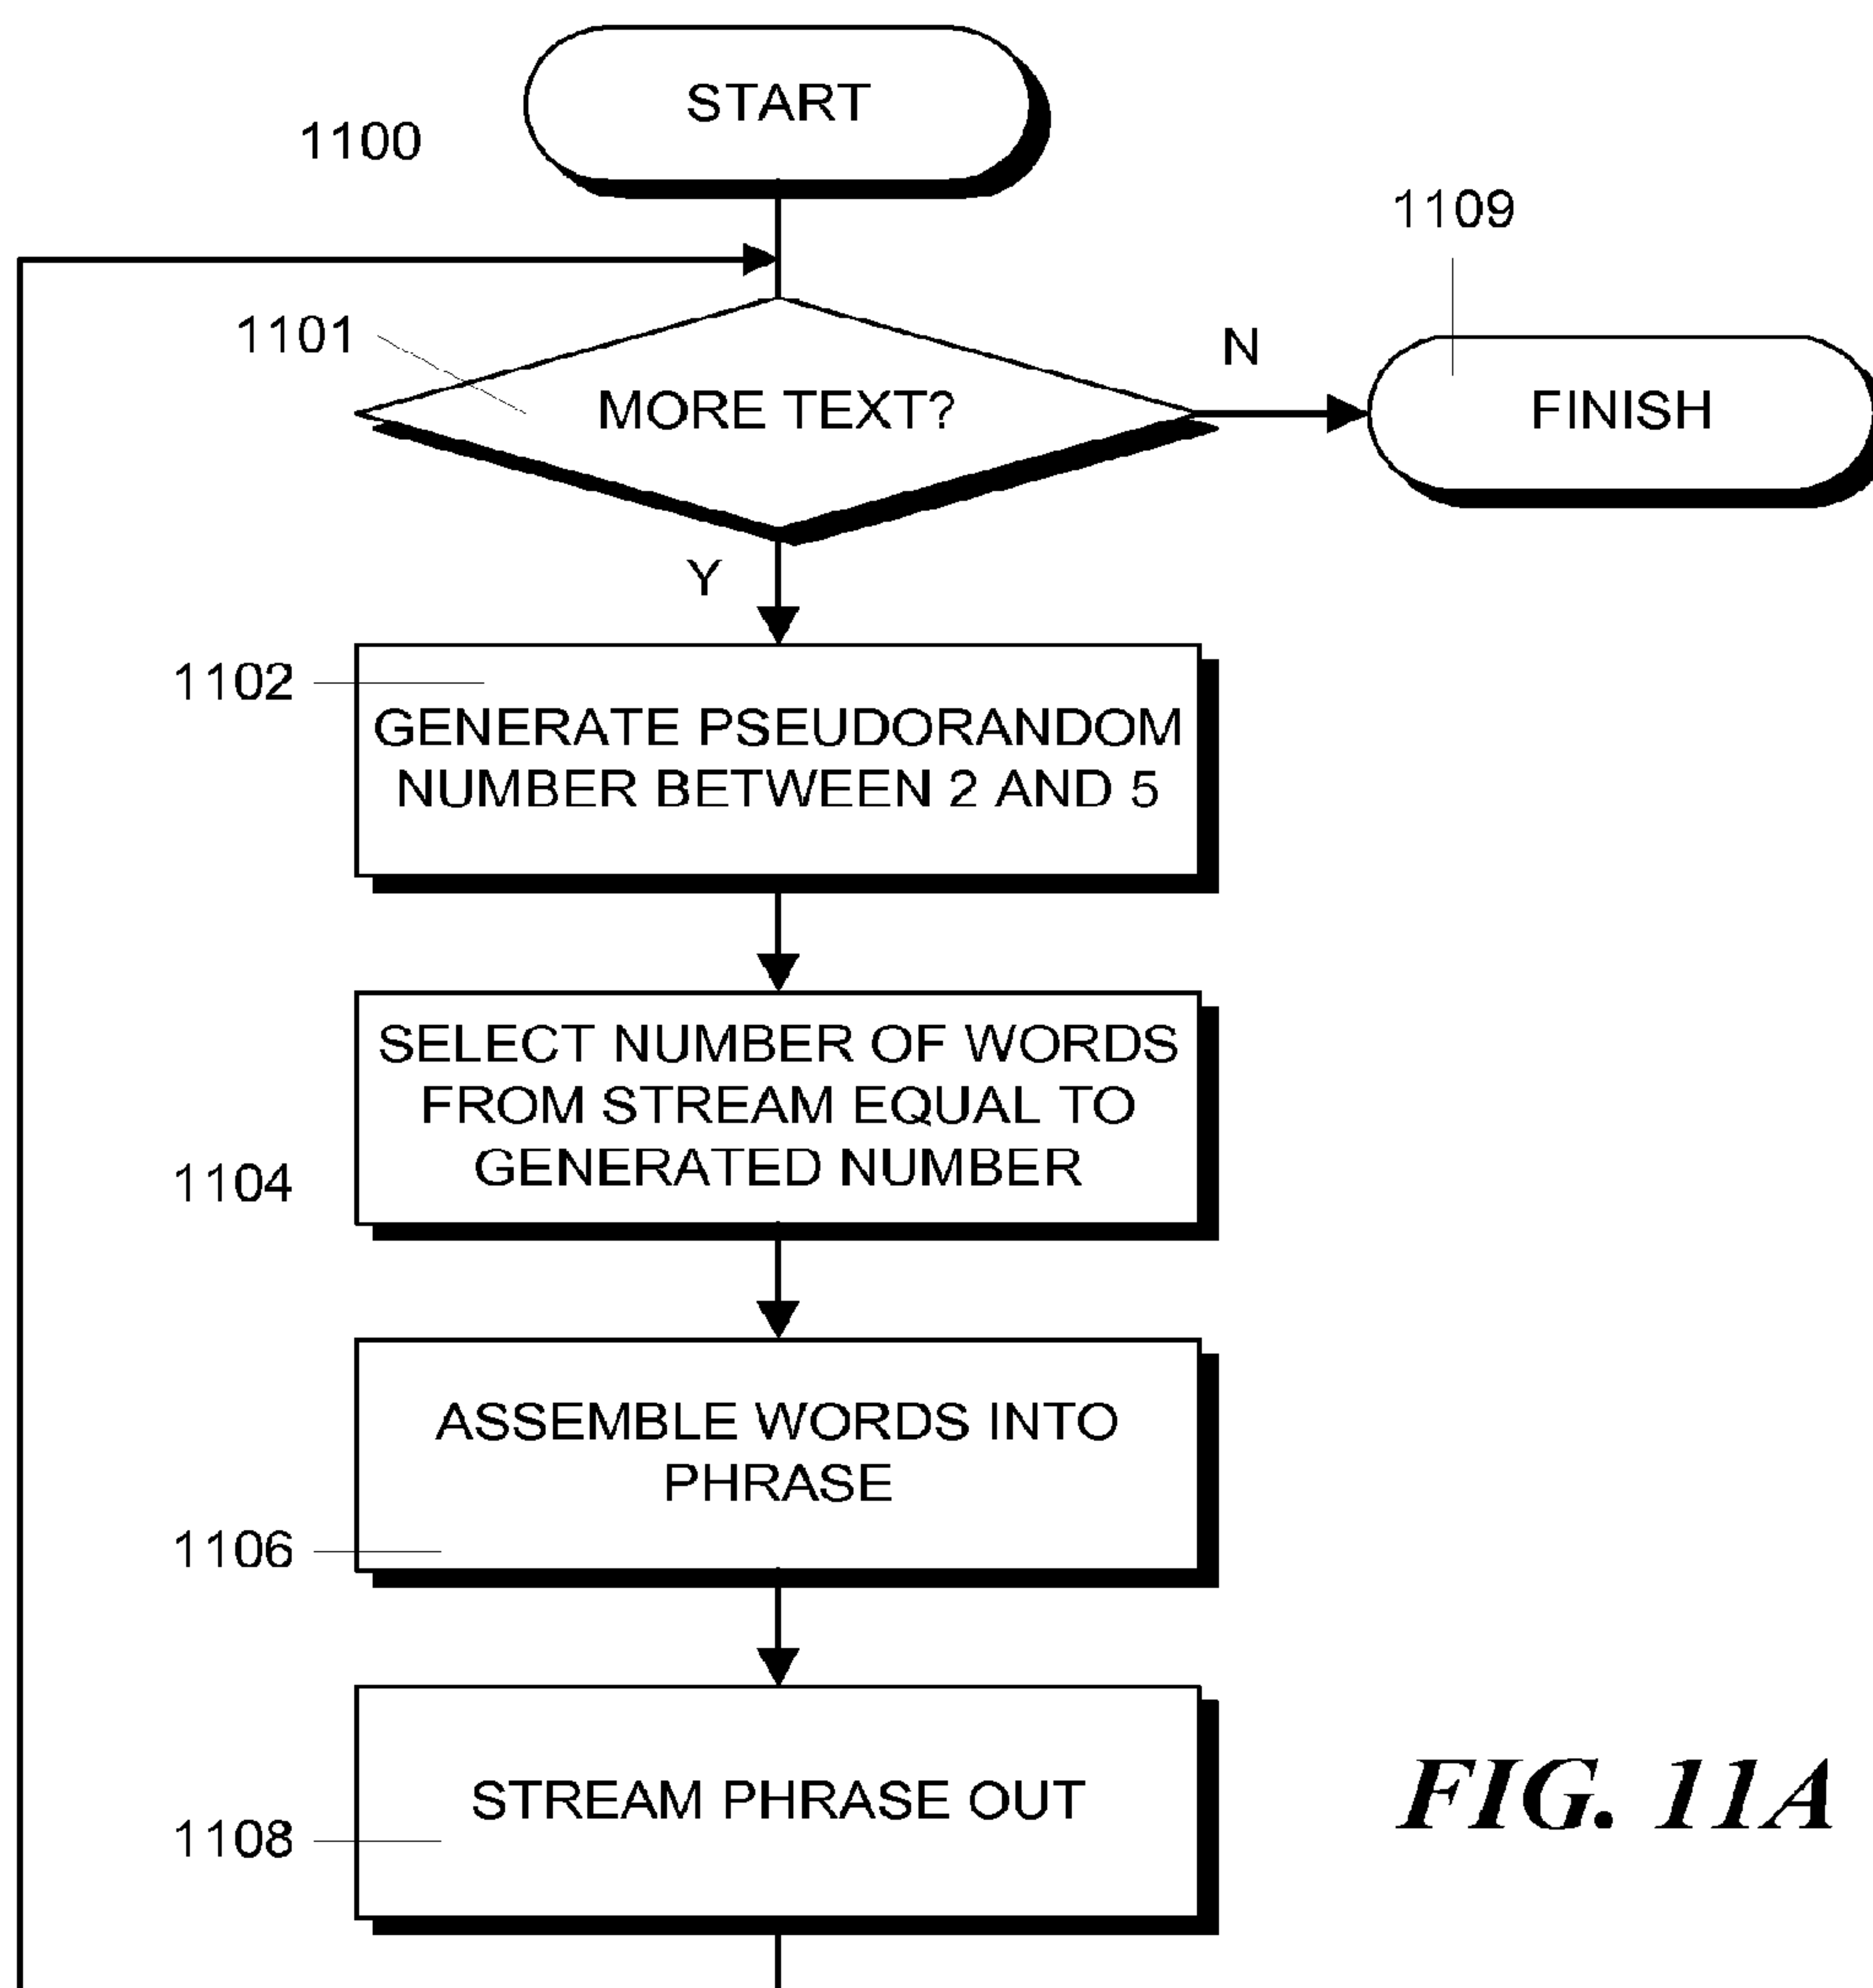 START
1100
1109
1101
N
MORE TEXT?
FINISH
Y
1102
GENERATE PSEUDORANDOM
NUMBER BETWEEN 2 AND 5
SELECT NUMBER OF WORDS
FROM STREAM EQUAL TO
GENERATED NUMBER
1104
ASSEMBLE WORDS INTO
PHRASE
1106
STREAM PHRASE OUT
1108
FIG. 11A